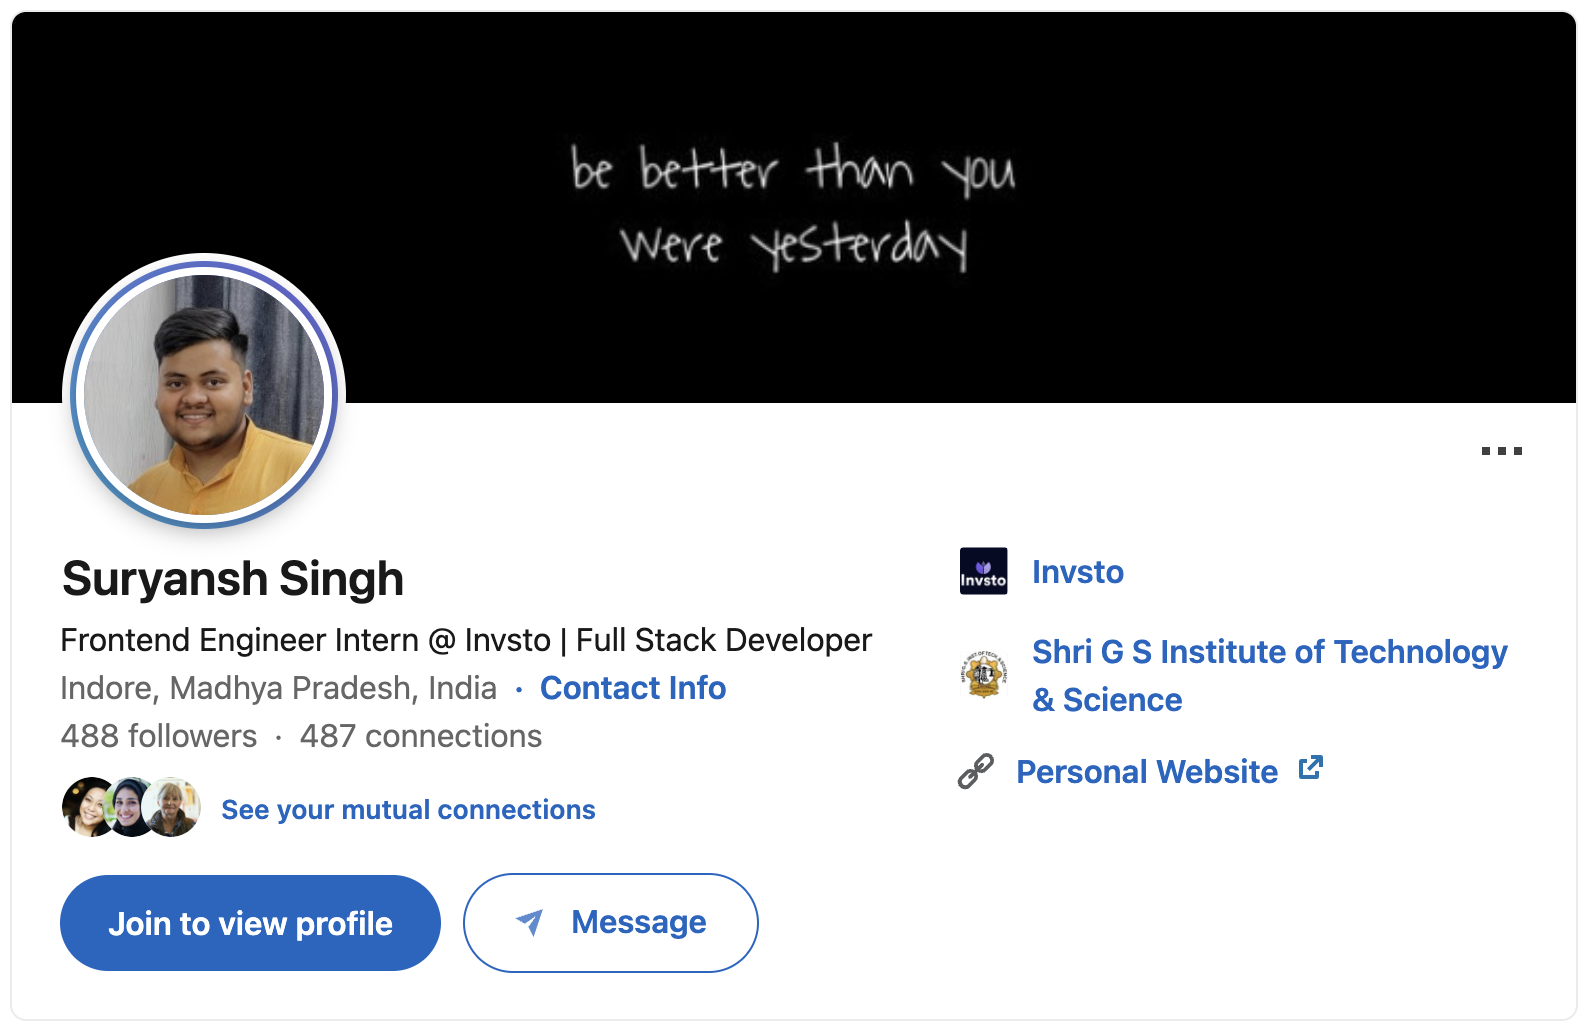 be better than you
were yesterday
Suryansh Singh
Frontend Engineer Intern @ Invsto | Full Stack Developer
Indore, Madhya Pradesh, India · Contact Info
488 followers · 487 connections
See your mutual connections
Join to view profile
Message
Invsto
Invsto
Shri G S Institute of Technology
& Science
Personal Website